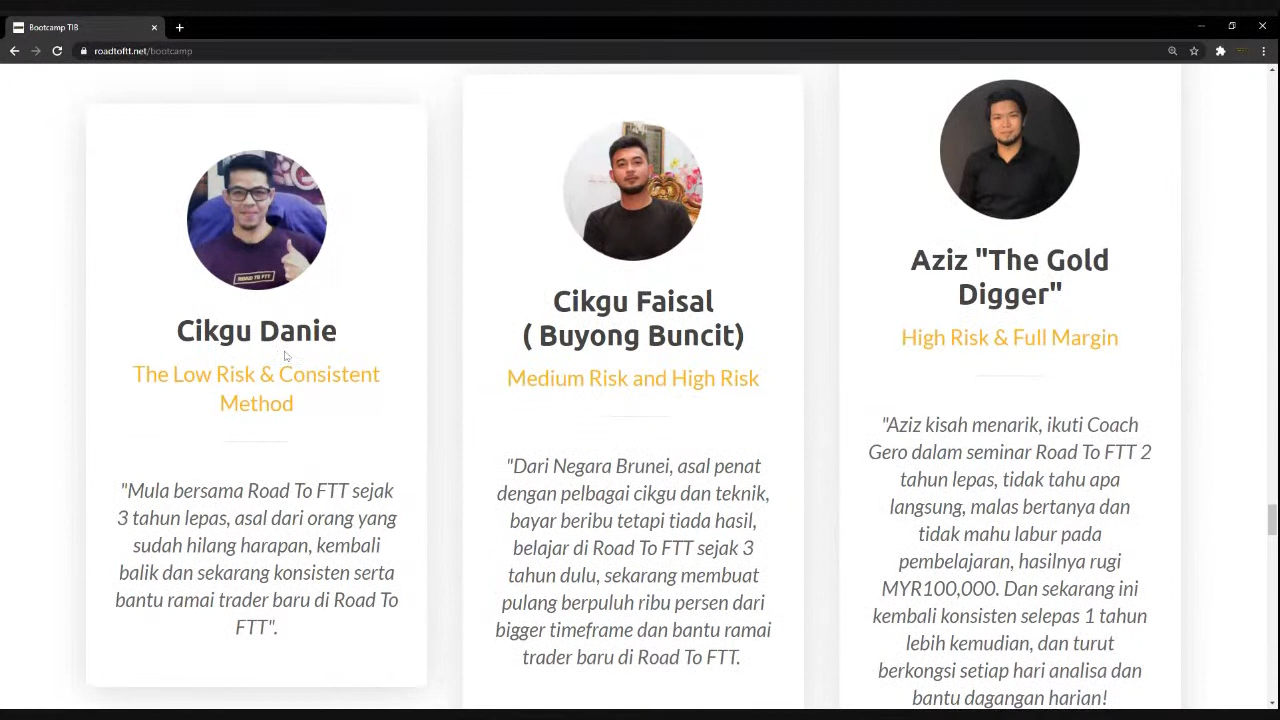 Bootcamp TIB
roadtoftt.net/bootcamp
ROAD TO FTT
Cikgu Danie
The Low Risk & Consistent
Method
"Mula bersama Road To FTT sejak
3 tahun lepas, asal dari orang yang
sudah hilang harapan, kembali
balik dan sekarang konsisten serta
bantu ramai trader baru di Road To
FTT".
Cikgu Faisal
( Buyong Buncit)
Medium Risk and High Risk
"Dari Negara Brunei, asal penat
dengan pelbagai cikgu dan teknik,
bayar beribu tetapi tiada hasil,
belajar di Road To FTT sejak 3
tahun dulu, sekarang membuat
pulang berpuluh ribu persen dari
bigger timeframe dan bantu ramai
trader baru di Road To FTT.
Aziz "The Gold
Digger"
High Risk & Full Margin
"Aziz kisah menarik, ikuti Coach
Gero dalam seminar Road To FTT 2
tahun lepas, tidak tahu apa
langsung, malas bertanya dan
tidak mahu labur pada
pembelajaran, hasilnya rugi
MYR100,000. Dan sekarang ini
kembali konsisten selepas 1 tahun
lebih kemudian, dan turut
berkongsi setiap hari analisa dan
bantu dagangan harian!